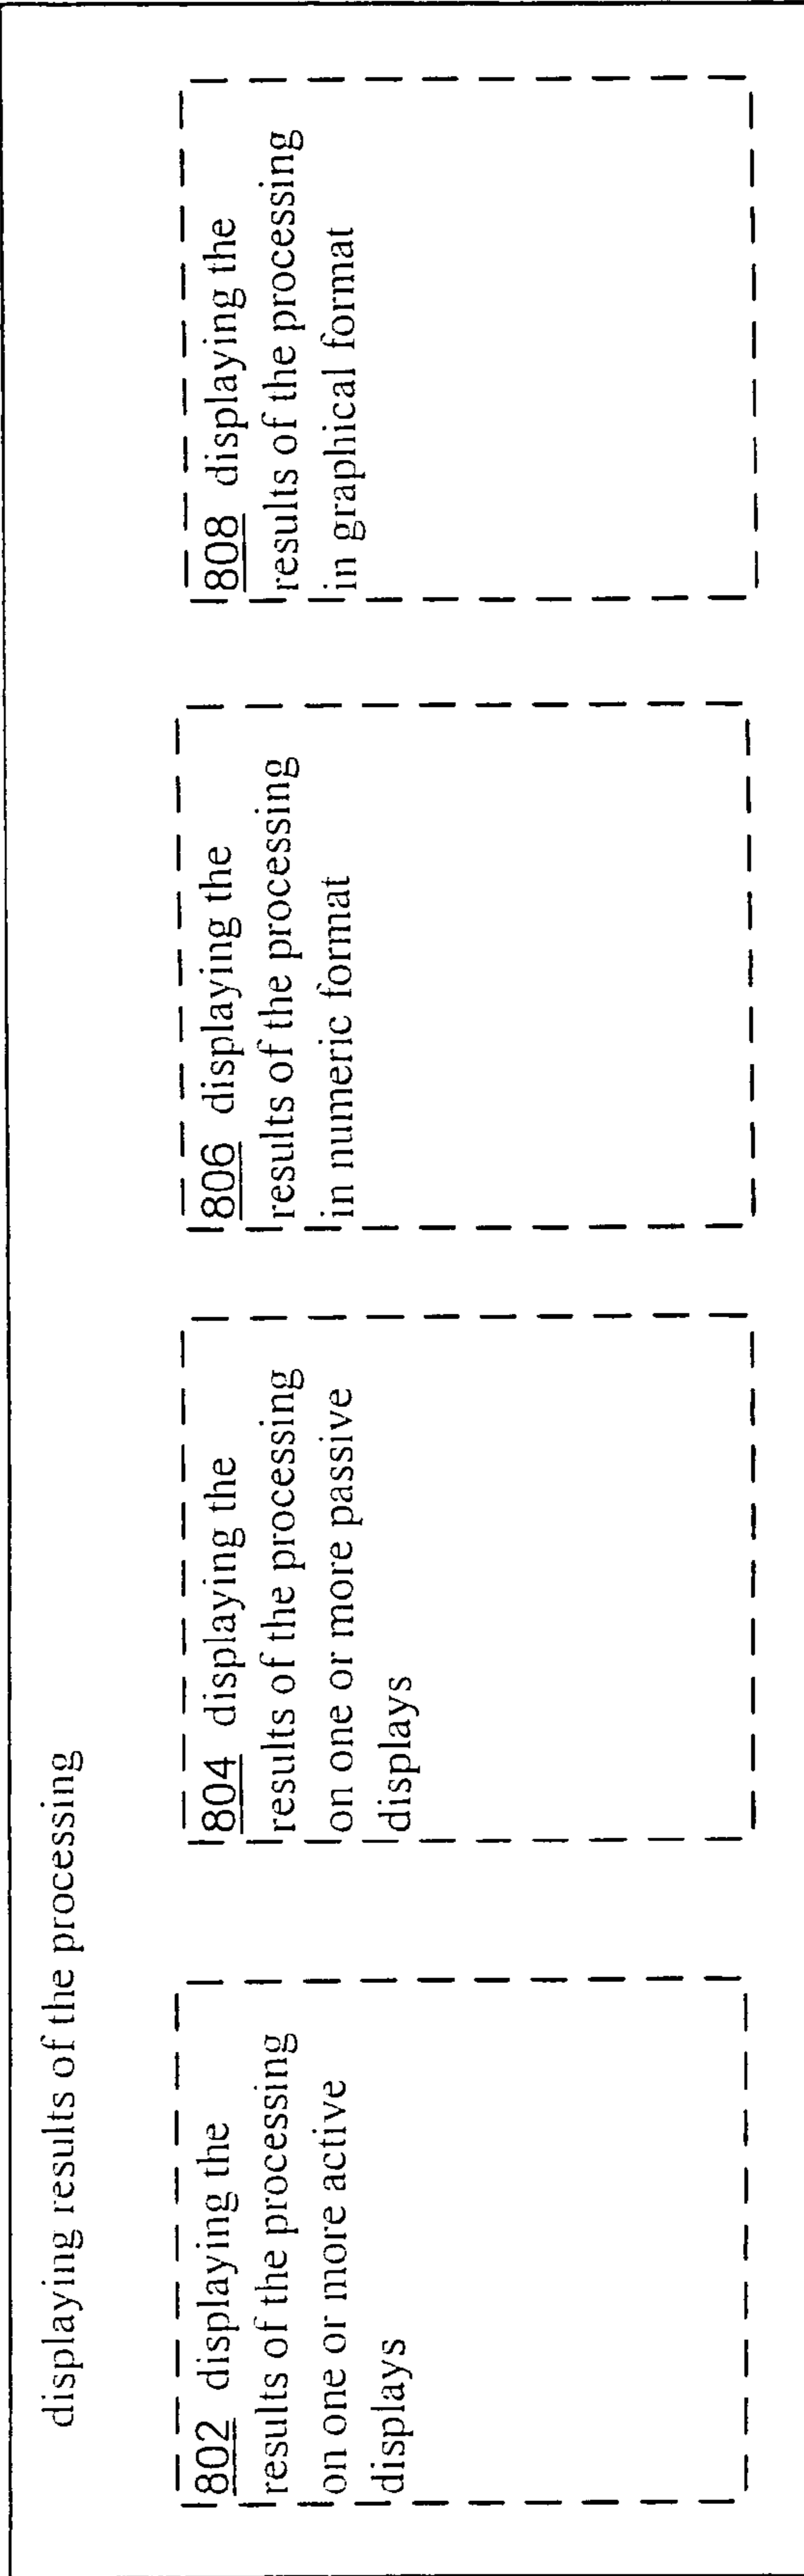 displaying results of the processing
802 displaying the
results of the processing
on one or more active
displays
804 displaying the
results of the processing
on one or more passive
displays
806 displaying the
results of the processing
in numeric format
808 displaying the
results of the processing
in graphical format